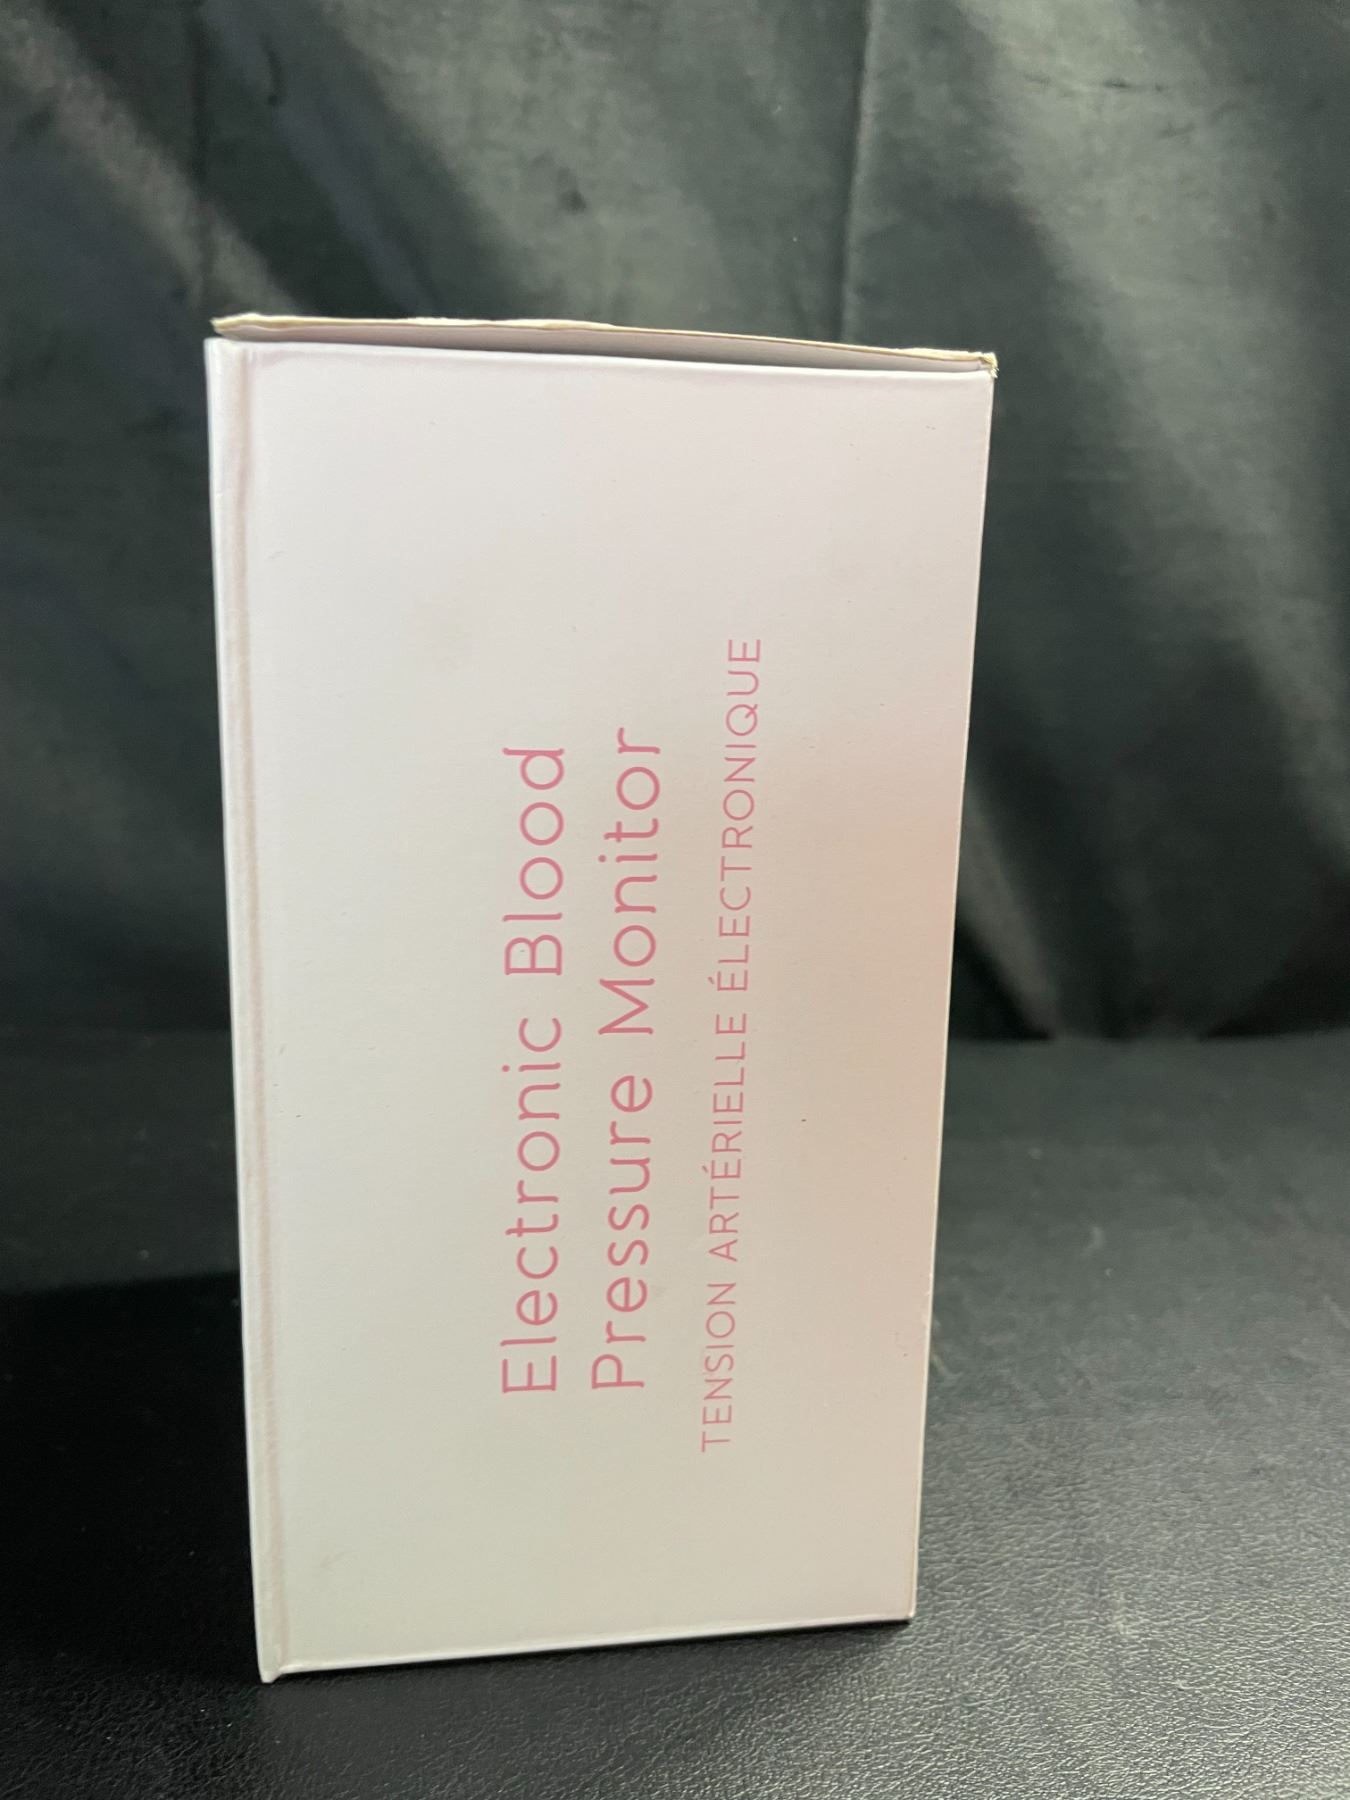 Electronic Blood
Pressure Monitor
TENSION ARTÉRIELLE ÉLECTRONIQUE